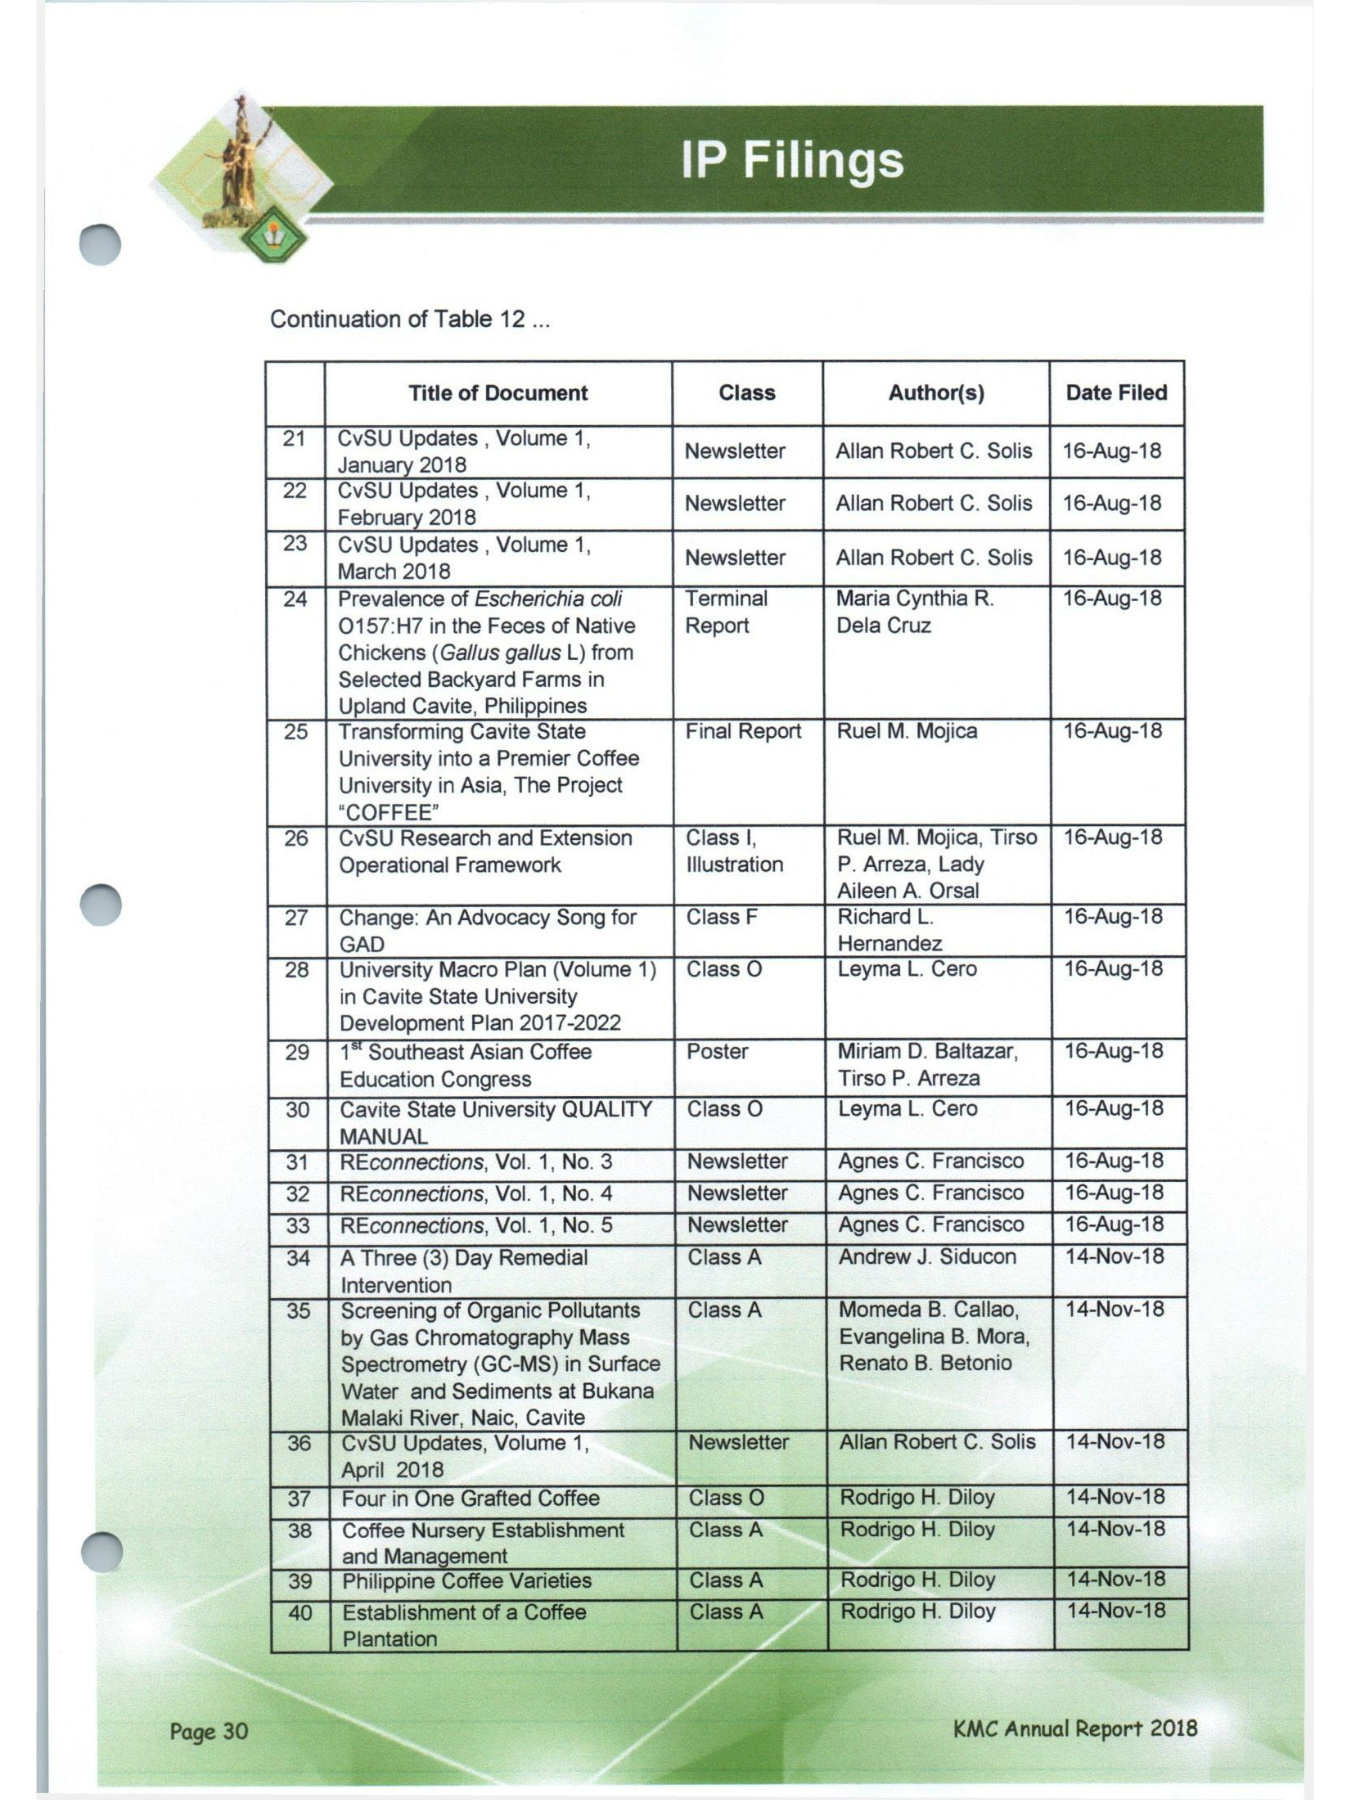 IP Filings
Continuation of Table 12 ...
Title of Document Class Author(s) Date Filed
21 CvSU Updates , Volume 1, Newsletter Allan Robert C. Solis 16-Aug-18
January 2018
22 CvSU Updates , Volume 1, Newsletter Allan Robert C. Solis 16-Aug-18
February 2018
23 CvSU Updates , Volume 1, Newsletter Allan Robert C. Solis 16-Aug-18
March 2018
24 Prevalence of Escherichia coli Terminal Maria Cynthia R. 16-Aug-18
O157:H7 in the Feces of Native Report Dela Cruz
Chickens (Gallus gallus L) from
Selected Backyard Farms in
Upland Cavite, Philippines
25 Transforming Cavite State Final Report Ruel M. Mojica 16-Aug-18
University into a Premier Coffee
University in Asia, The Project
“COFFEE”
26 CvSU Research and Extension Class I, Ruel M. Mojica, Tirso 16-Aug-18
Operational Framework Illustration P. Arreza, Lady
Aileen A. Orsal
27 Change: An Advocacy Song for Class F Richard L. 16-Aug-18
GAD Hernandez
28 University Macro Plan (Volume 1) Class O Leyma L. Cero 16-Aug-18
in Cavite State University
Development Plan 2017-2022
29 1st Southeast Asian Coffee Poster Miriam D. Baltazar, 16-Aug-18
Education Congress Tirso P. Arreza
30 Cavite State University QUALITY Class O Leyma L. Cero 16-Aug-18
MANUAL
31 REconnections, Vol. 1, No. 3 Newsletter Agnes C. Francisco 16-Aug-18
32 REconnections, Vol. 1, No. 4 Newsletter Agnes C. Francisco 16-Aug-18
33 REconnections, Vol. 1, No. 5 Newsletter Agnes C. Francisco 16-Aug-18
34 A Three (3) Day Remedial Class A Andrew J. Siducon 14-Nov-18
Intervention
35 Screening of Organic Pollutants Class A Momeda B. Callao, 14-Nov-18
by Gas Chromatography Mass Evangelina B. Mora,
Spectrometry (GC-MS) in Surface Renato B. Betonio
Water and Sediments at Bukana
Malaki River, Naic, Cavite
36 CvSU Updates, Volume 1, Newsletter Allan Robert C. Solis 14-Nov-18
April 2018
37 Four in One Grafted Coffee Class O Rodrigo H. Diloy 14-Nov-18
38 Coffee Nursery Establishment Class A Rodrigo H. Diloy 14-Nov-18
and Management
39 Philippine Coffee Varieties Class A Rodrigo H. Diloy 14-Nov-18
40 Establishment of a Coffee Class A Rodrigo H. Diloy 14-Nov-18
Plantation
Page 30 KMC Annual Report 2018